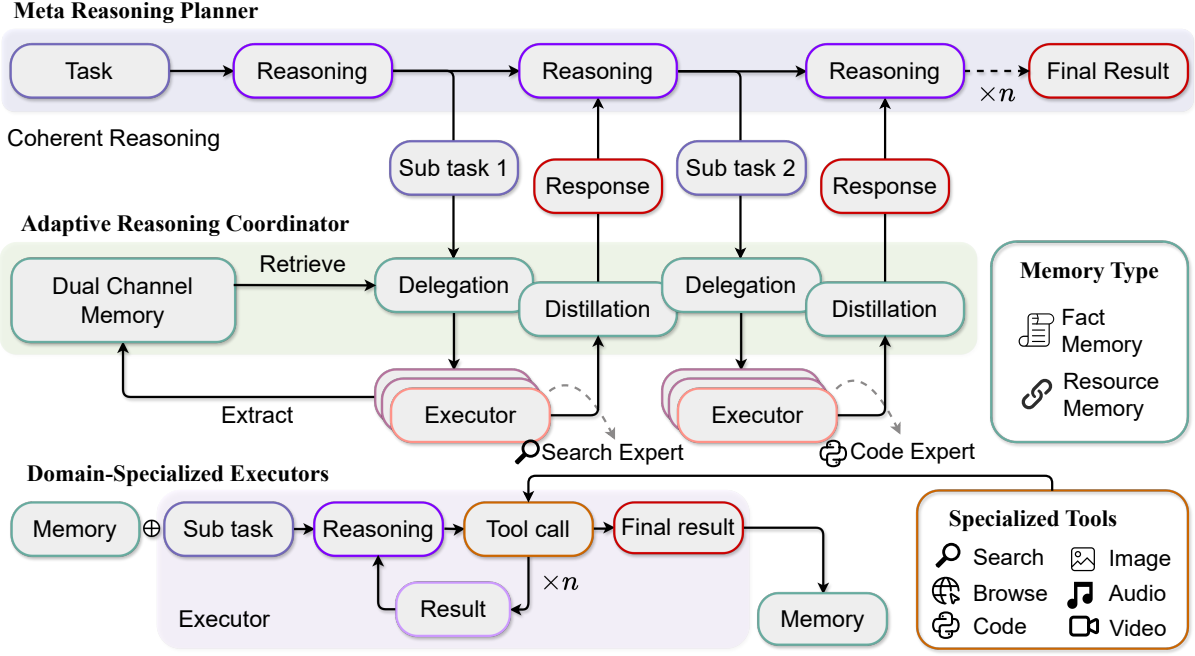 Meta Reasoning Planner
Task
Reasoning
Reasoning
Reasoning
×n
Final Result
Coherent Reasoning
Sub task 1
Response
Sub task 2
Response
Adaptive Reasoning Coordinator
Dual Channel
Memory
Retrieve
Delegation
Distillation
Delegation
Distillation
Memory Type
Fact
Memory
Resource
Memory
Extract
Executor
Search Expert
Executor
Code Expert
Domain-Specialized Executors
Memory
⊕
Sub task
Reasoning
Tool call
Final result
×n
Result
Executor
Memory
Specialized Tools
Search
Image
Browse
Audio
Code
Video